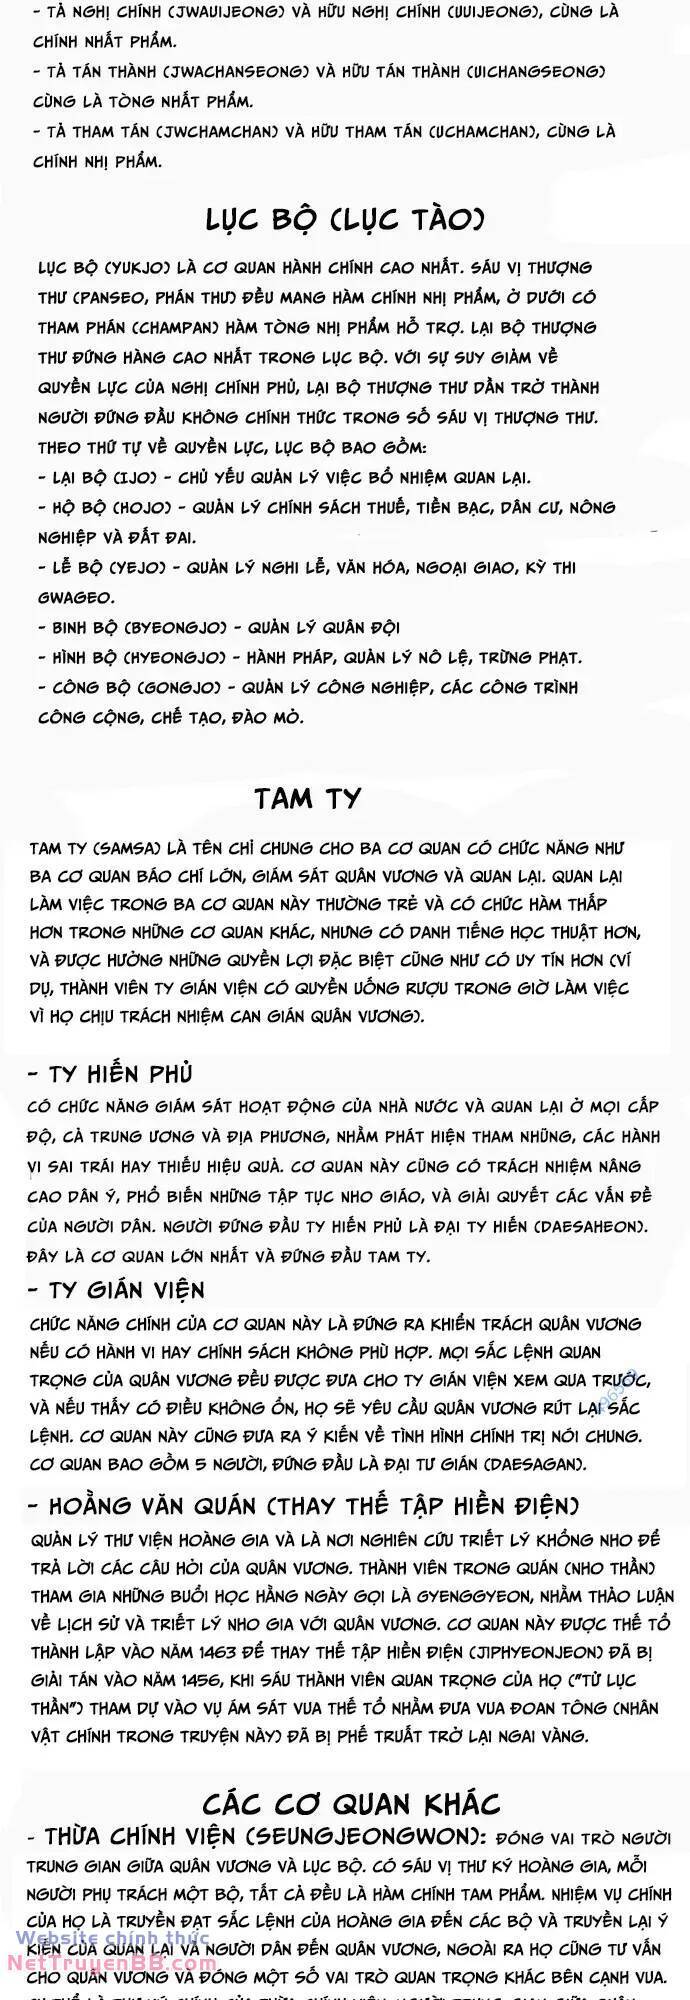 - TẢ NGHỊ CHÍNH (JWAUIJEONG) VÀ HỮU NGHỊ CHÍNH (UUIJEONG), CÙNG LÀ
CHÍNH NHẤT PHẨM.
- TẢ TÁN THÀNH (JWACHANSEONG) VÀ HỮU TÁN THÀNH (UICHANGSEONG)
CÙNG LÀ TÒNG NHẤT PHẨM.
- TẢ THAM TÁN (JWCHAMCHAN) VÀ HỮU THAM TÁN (UCHAMCHAN), CÙNG LÀ
CHÍNH NHỊ PHẨM.
LỤC BỘ (LỤC TÀO)
LỤC BỘ (YUKJO) LÀ CƠ QUAN HÀNH CHÍNH CAO NHẤT. SÁU VỊ THƯỢNG
THƯ (PANSEO, PHÁN THƯ) ĐỀU MANG HÀM CHÍNH NHỊ PHẨM, Ở DƯỚI CÓ
THAM PHÁN (CHAMPAN) HÀM TÒNG NHỊ PHẨM HỖ TRỢ. LẠI BỘ THƯỢNG
THƯ ĐỨNG HÀNG CAO NHẤT TRONG LỤC BỘ. VỚI SỰ SUY GIẢM VỀ
QUYỀN LỰC CỦA NGHỊ CHÍNH PHỦ, LẠI BỘ THƯỢNG THƯ DẦN TRỞ THÀNH
NGƯỜI ĐỨNG ĐẦU KHÔNG CHÍNH THỨC TRONG SỐ SÁU VỊ THƯỢNG THƯ.
THEO THỨ TỰ VỀ QUYỀN LỰC, LỤC BỘ BAO GỒM:
- LẠI BỘ (IJO) - CHỦ YẾU QUẢN LÝ VIỆC BỔ NHIỆM QUAN LẠI.
- HỘ BỘ (HOJO) - QUẢN LÝ CHÍNH SÁCH THUẾ, TIỀN BẠC, DÂN CƯ, NÔNG
NGHIỆP VÀ ĐẤT ĐAI.
- LỄ BỘ (YEJO) - QUẢN LÝ NGHI LỄ, VĂN HÓA, NGOẠI GIAO, KỲ THI
GWAGEO.
- BINH BỘ (BYEONGJO) - QUẢN LÝ QUÂN ĐỘI
- HÌNH BỘ (HYEONGJO) - HÀNH PHÁP, QUẢN LÝ NÔ LỆ, TRỪNG PHẠT.
- CÔNG BỘ (GONGJO) - QUẢN LÝ CÔNG NGHIỆP, CÁC CÔNG TRÌNH
CÔNG CỘNG, CHẾ TẠO, ĐÀO MỎ.
TAM TY
TAM TY (SAMSA) LÀ TÊN CHỈ CHUNG CHO BA CƠ QUAN CÓ CHỨC NĂNG NHƯ
BA CƠ QUAN BÁO CHÍ LỚN, GIÁM SÁT QUÂN VƯƠNG VÀ QUAN LẠI. QUAN LẠI
LÀM VIỆC TRONG BA CƠ QUAN NÀY THƯỜNG TRẺ VÀ CÓ CHỨC HÀM THẤP
HƠN TRONG NHỮNG CƠ QUAN KHÁC, NHƯNG CÓ DANH TIẾNG HỌC THUẬT HƠN,
VÀ ĐƯỢC HƯỞNG NHỮNG QUYỀN LỢI ĐẶC BIỆT CŨNG NHƯ CÓ UY TÍN HƠN (VÍ
DỤ, THÀNH VIÊN TY GIÁN VIỆN CÓ QUYỀN UỐNG RƯỢU TRONG GIỜ LÀM VIỆC
VÌ HỌ CHỊU TRÁCH NHIỆM CAN GIÁN QUÂN VƯƠNG).
- TY HIẾN PHỦ
CÓ CHỨC NĂNG GIÁM SÁT HOẠT ĐỘNG CỦA NHÀ NƯỚC VÀ QUAN LẠI Ở MỌI CẤP
ĐỘ, CẢ TRUNG ƯƠNG VÀ ĐỊA PHƯƠNG, NHẰM PHÁT HIỆN THAM NHŨNG, CÁC HÀNH
VI SAI TRÁI HAY THIẾU HIỆU QUẢ. CƠ QUAN NÀY CŨNG CÓ TRÁCH NHIỆM NÂNG
CAO DÂN Ý, PHỔ BIẾN NHỮNG TẬP TỤC NHO GIÁO, VÀ GIẢI QUYẾT CÁC VẤN ĐỀ
CỦA NGƯỜI DÂN. NGƯỜI ĐỨNG ĐẦU TY HIẾN PHỦ LÀ ĐẠI TY HIẾN (DAESAHEON).
ĐÂY LÀ CƠ QUAN LỚN NHẤT VÀ ĐỨNG ĐẦU TAM TY.
- TY GIÁN VIỆN
CHỨC NĂNG CHÍNH CỦA CƠ QUAN NÀY LÀ ĐỨNG RA KHIỂN TRÁCH QUÂN VƯƠNG
NẾU CÓ HÀNH VI HAY CHÍNH SÁCH KHÔNG PHÙ HỢP. MỌI SẮC LỆNH QUAN
TRỌNG CỦA QUÂN VƯƠNG ĐỀU ĐƯỢC ĐƯA CHO TY GIÁN VIỆN XEM QUA TRƯỚC,
VÀ NẾU THẤY CÓ ĐIỀU KHÔNG ỔN, HỌ SẼ YÊU CẦU QUÂN VƯƠNG RÚT LẠI SẮC
LỆNH. CƠ QUAN NÀY CŨNG ĐƯA RA Ý KIẾN VỀ TÌNH HÌNH CHÍNH TRỊ NÓI CHUNG.
CƠ QUAN BAO GỒM 5 NGƯỜI, ĐỨNG ĐẦU LÀ ĐẠI TƯ GIÁN (DAESAGAN).
- HOẰNG VĂN QUÁN (THAY THẾ TẬP HIỀN ĐIỆN)
QUẢN LÝ THƯ VIỆN HOÀNG GIA VÀ LÀ NƠI NGHIÊN CỨU TRIẾT LÝ KHỔNG NHO ĐỂ
TRẢ LỜI CÁC CÂU HỎI CỦA QUÂN VƯƠNG. THÀNH VIÊN TRONG QUÁN (NHO THẦN)
THAM GIA NHỮNG BUỔI HỌC HẰNG NGÀY GỌI LÀ GYENGGYEON, NHẰM THẢO LUẬN
VỀ LỊCH SỬ VÀ TRIẾT LÝ NHO GIA VỚI QUÂN VƯƠNG. CƠ QUAN NÀY ĐƯỢC THẾ TỔ
THÀNH LẬP VÀO NĂM 1463 ĐỂ THAY THẾ TẬP HIỀN ĐIỆN (JIPHYEONJEON) ĐÃ BỊ
GIẢI TÁN VÀO NĂM 1456, KHI SÁU THÀNH VIÊN QUAN TRỌNG CỦA HỌ ("TỬ LỤC
THẦN") THAM DỰ VÀO VỤ ÁM SÁT VUA THẾ TỔ NHẰM ĐƯA VUA ĐOAN TÔNG (NHÂN
VẬT CHÍNH TRONG TRUYỆN NÀY) ĐÃ BỊ PHẾ TRUẤT TRỞ LẠI NGAI VÀNG.
CÁC CƠ QUAN KHÁC
- THỪA CHÍNH VIỆN (SEUNGJEONGWON): ĐÓNG VAI TRÒ NGƯỜI
TRUNG GIAN GIỮA QUÂN VƯƠNG VÀ LỤC BỘ. CÓ SÁU VỊ THƯ KÝ HOÀNG GIA, MỖI
NGƯỜI PHỤ TRÁCH MỘT BỘ, TẤT CẢ ĐỀU LÀ HÀM CHÍNH TAM PHẨM. NHIỆM VỤ CHÍNH
CỦA HỌ LÀ TRUYỀN ĐẠT SẮC LỆNH CỦA HOÀNG GIA ĐẾN CÁC BỘ VÀ TRUYỀN LẠI Ý
Website chính thức
KIẾN CỦA QUAN LẠI VÀ NGƯỜI DÂN ĐẾN QUÂN VƯƠNG, NGOÀI RA HỌ CŨNG TƯ VẤN
NetTruyenBB.com
CHO QUÂN VƯƠNG VÀ ĐÓNG MỘT SỐ VAI TRÒ QUAN TRỌNG KHÁC BÊN CẠNH VUA.